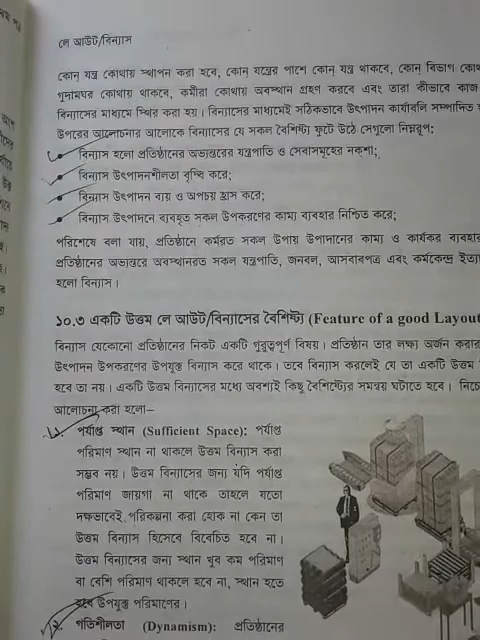 লে আউট/বিন্যাস
কোন্ যন্ত্র কোথায় স্থাপন করা হবে, কোন্ যন্ত্রের পাশে কোন্ যন্ত্র থাকবে, কোন্ বিভাগ
গুদামঘর কোথায় থাকবে, কর্মীরা কোথায় অবস্থান গ্রহণ করবে এবং তারা কীভাবে কাজ
বিন্যাসের মাধ্যমে স্থির করা হয়। বিন্যাসের মাধ্যমেই সঠিকভাবে উৎপাদন কার্যাবলি সম্পাদিত
উপরের আলোচনার আলোকে বিন্যাসের যে সকল বৈশিষ্ট্য ফুটে উঠে সেগুলো নিম্নরূপ:
• বিন্যাস হলো প্রতিষ্ঠানের অভ্যন্তরের যন্ত্রপাতি ও সেবাসমূহের নকশা;
• বিন্যাস উৎপাদনশীলতা বৃদ্ধি করে;
• বিন্যাস উৎপাদন ব্যয় ও অপচয় হ্রাস করে;
• বিন্যাস উৎপাদনে ব্যবহৃত সকল উপকরণের কাম্য ব্যবহার নিশ্চিত করে;
পরিশেষে বলা যায়, প্রতিষ্ঠানে কর্মরত সকল উপায় উপাদানের কাম্য ও কার্যকর ব্যবহার
প্রতিষ্ঠানের অভ্যন্তরে অবস্থানরত সকল যন্ত্রপাতি, জনবল, আসবাবপত্র এবং কর্মকেন্দ্র
হলো বিন্যাস।
১০.৩ একটি উত্তম লে আউট/বিন্যাসের বৈশিষ্ট্য (Feature of a good Layout
বিন্যাস যেকোনো প্রতিষ্ঠানের নিকট একটি গুরুত্বপূর্ণ বিষয়। প্রতিষ্ঠান তার লক্ষ্য অর্জন
উৎপাদন উপকরণের উপযুক্ত বিন্যাস করে থাকে। তবে বিন্যাস করলেই যে তা একটি উত্তম
হবে তা নয়। একটি উত্তম বিন্যাসের মধ্যে অবশ্যই কিছু বৈশিষ্ট্যের সমন্বয় ঘটাতে হবে।
আলোচনা করা হলো–
১. পর্যাপ্ত স্থান (Sufficient Space): পর্যাপ্ত
পরিমাণ স্থান না থাকলে উত্তম বিন্যাস করা
সম্ভব নয়। উত্তম বিন্যাসের জন্য যদি পর্যাপ্ত
পরিমাণ জায়গা না থাকে তাহলে যতো
দক্ষভাবেই পরিকল্পনা করা হোক না কেন তা
উত্তম বিন্যাস হিসেবে বিবেচিত হবে না।
উত্তম বিন্যাসের জন্য স্থান খুব কম পরিমাণ
বা বেশি পরিমাণ থাকলে হবে না, স্থান হতে
হবে উপযুক্ত পরিমাণের।
২. গতিশীলতা (Dynamism): প্রতিষ্ঠানের